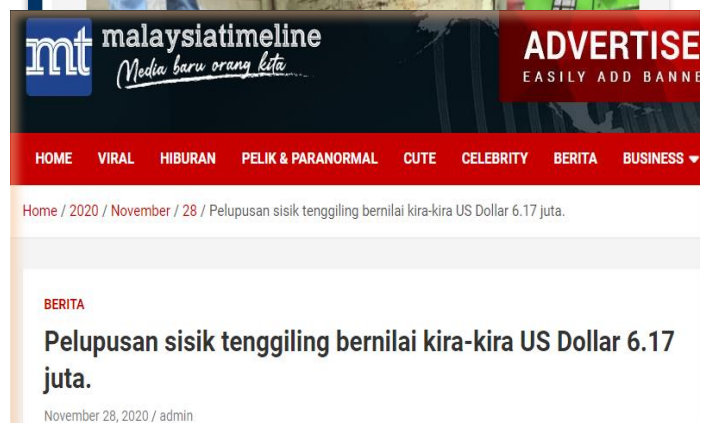 mt malaysiatimeline
Media baru orang kita
ADVERTISE
EASILY ADD BANNE
HOME VIRAL HIBURAN PELIK & PARANORMAL CUTE CELEBRITY BERITA BUSINESS
Home / 2020 / November / 28 / Pelupusan sisik tenggiling bernilai kira-kira US Dollar 6.17 juta.
BERITA
Pelupusan sisik tenggiling bernilai kira-kira US Dollar 6.17
juta.
November 28, 2020 / admin